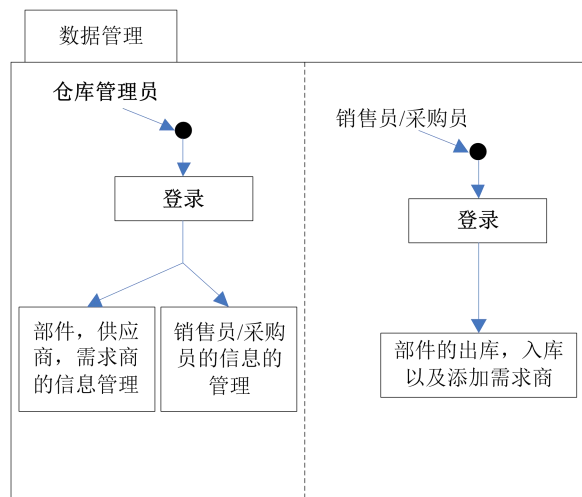 数据管理
仓库管理员
登录
部件，供应
商，需求商
的信息管理
销售员/采购
员的信息的
管理
销售员/采购员
登录
部件的出库，入库
以及添加需求商